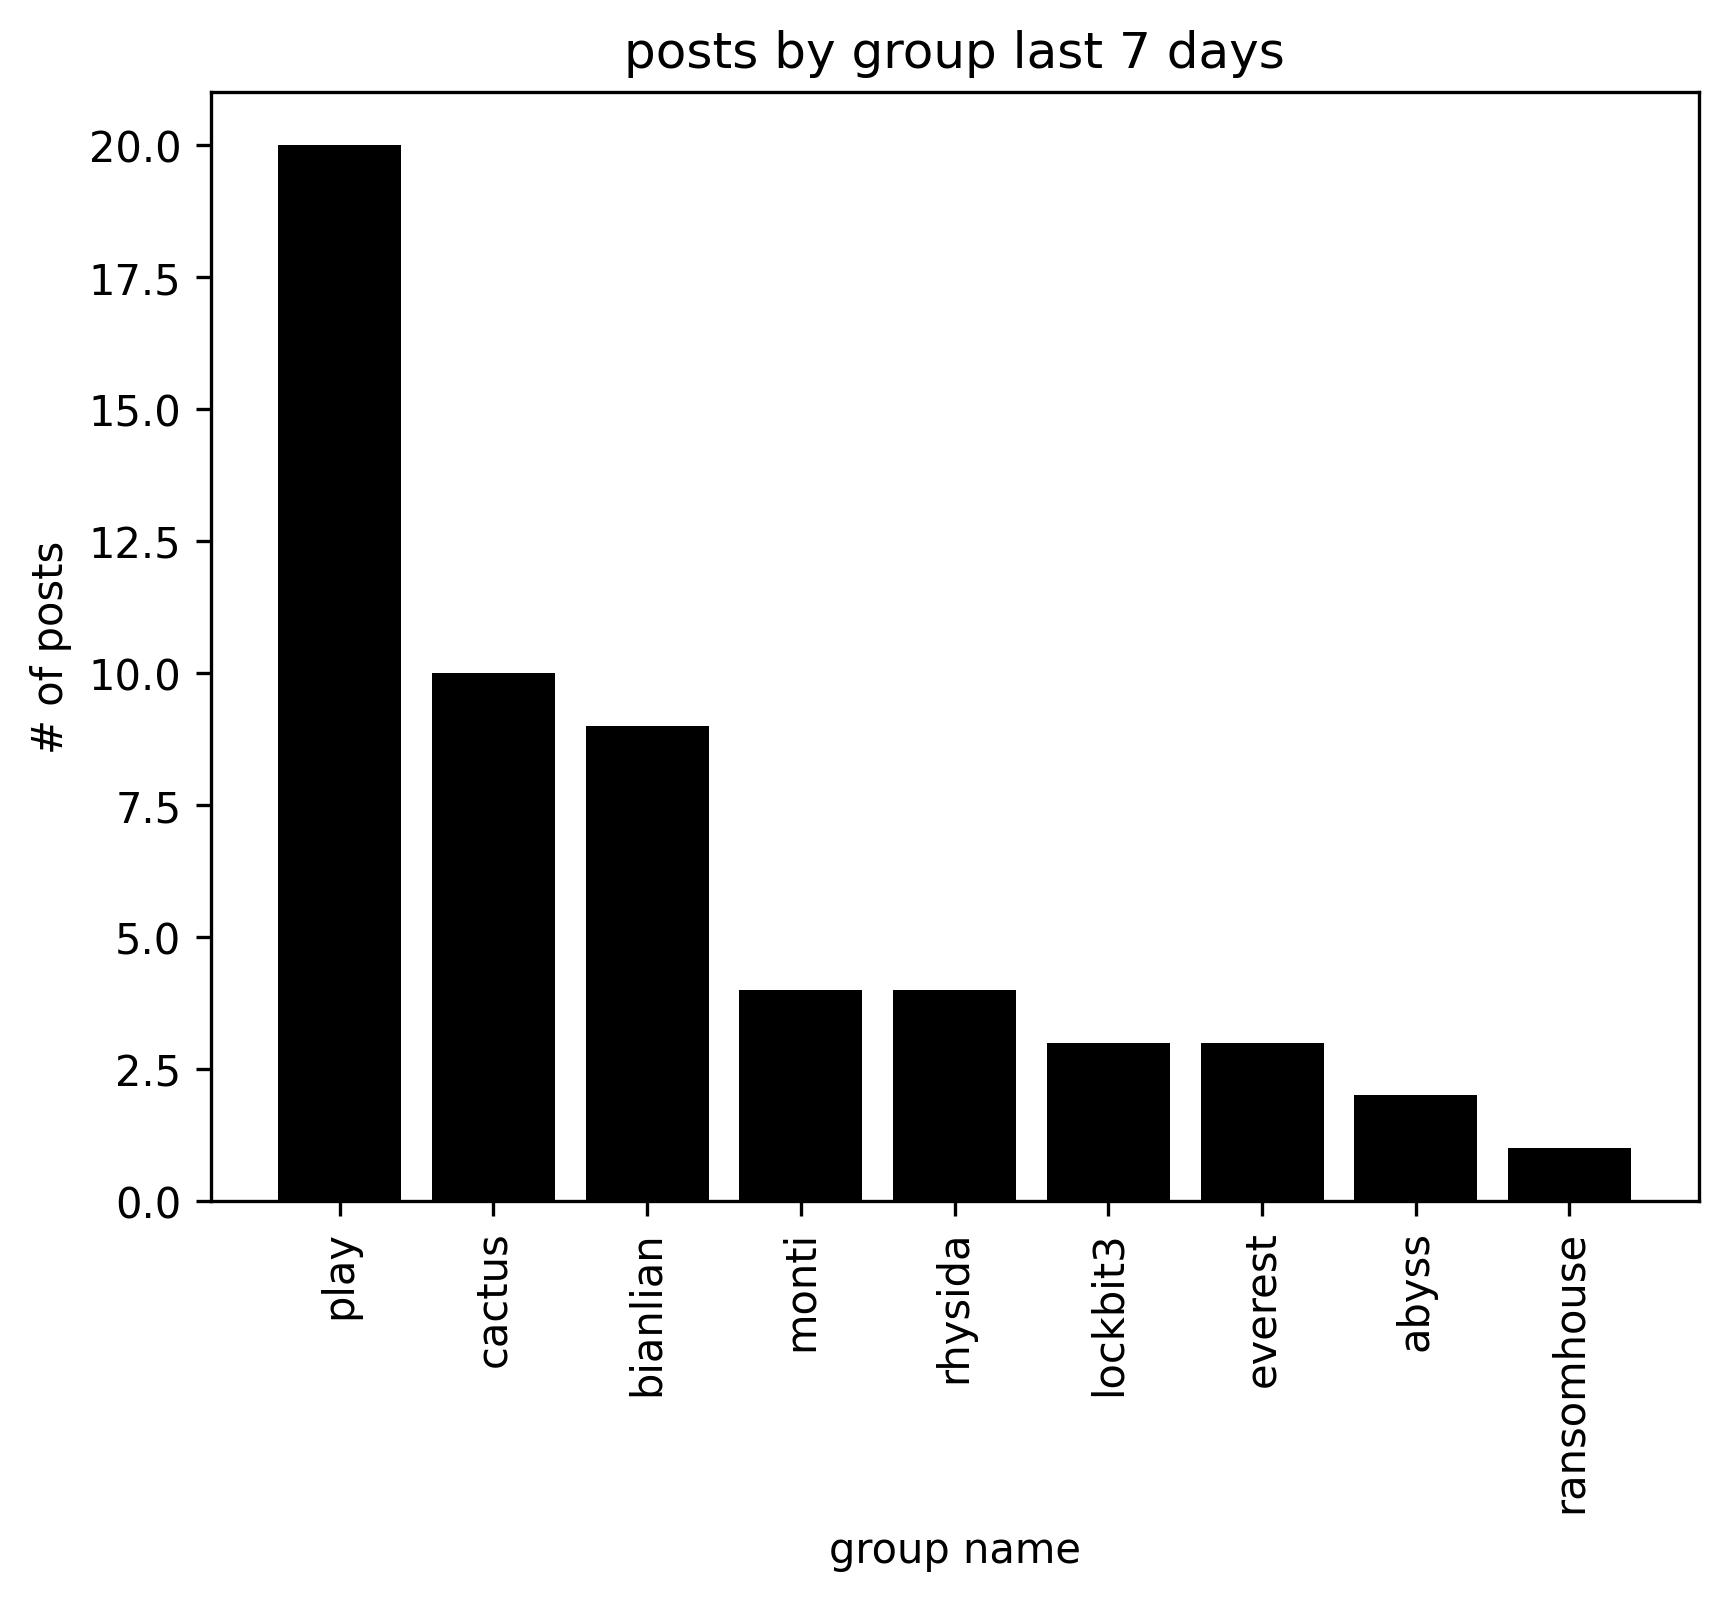 posts by group last 7 days
# of posts
20.0
17.5
15.0
12.5
10.0
7.5
5.0
2.5
0.0
play
cactus
bianlian
monti
rhysida
lockbit3
everest
abyss
ransomhouse
group name